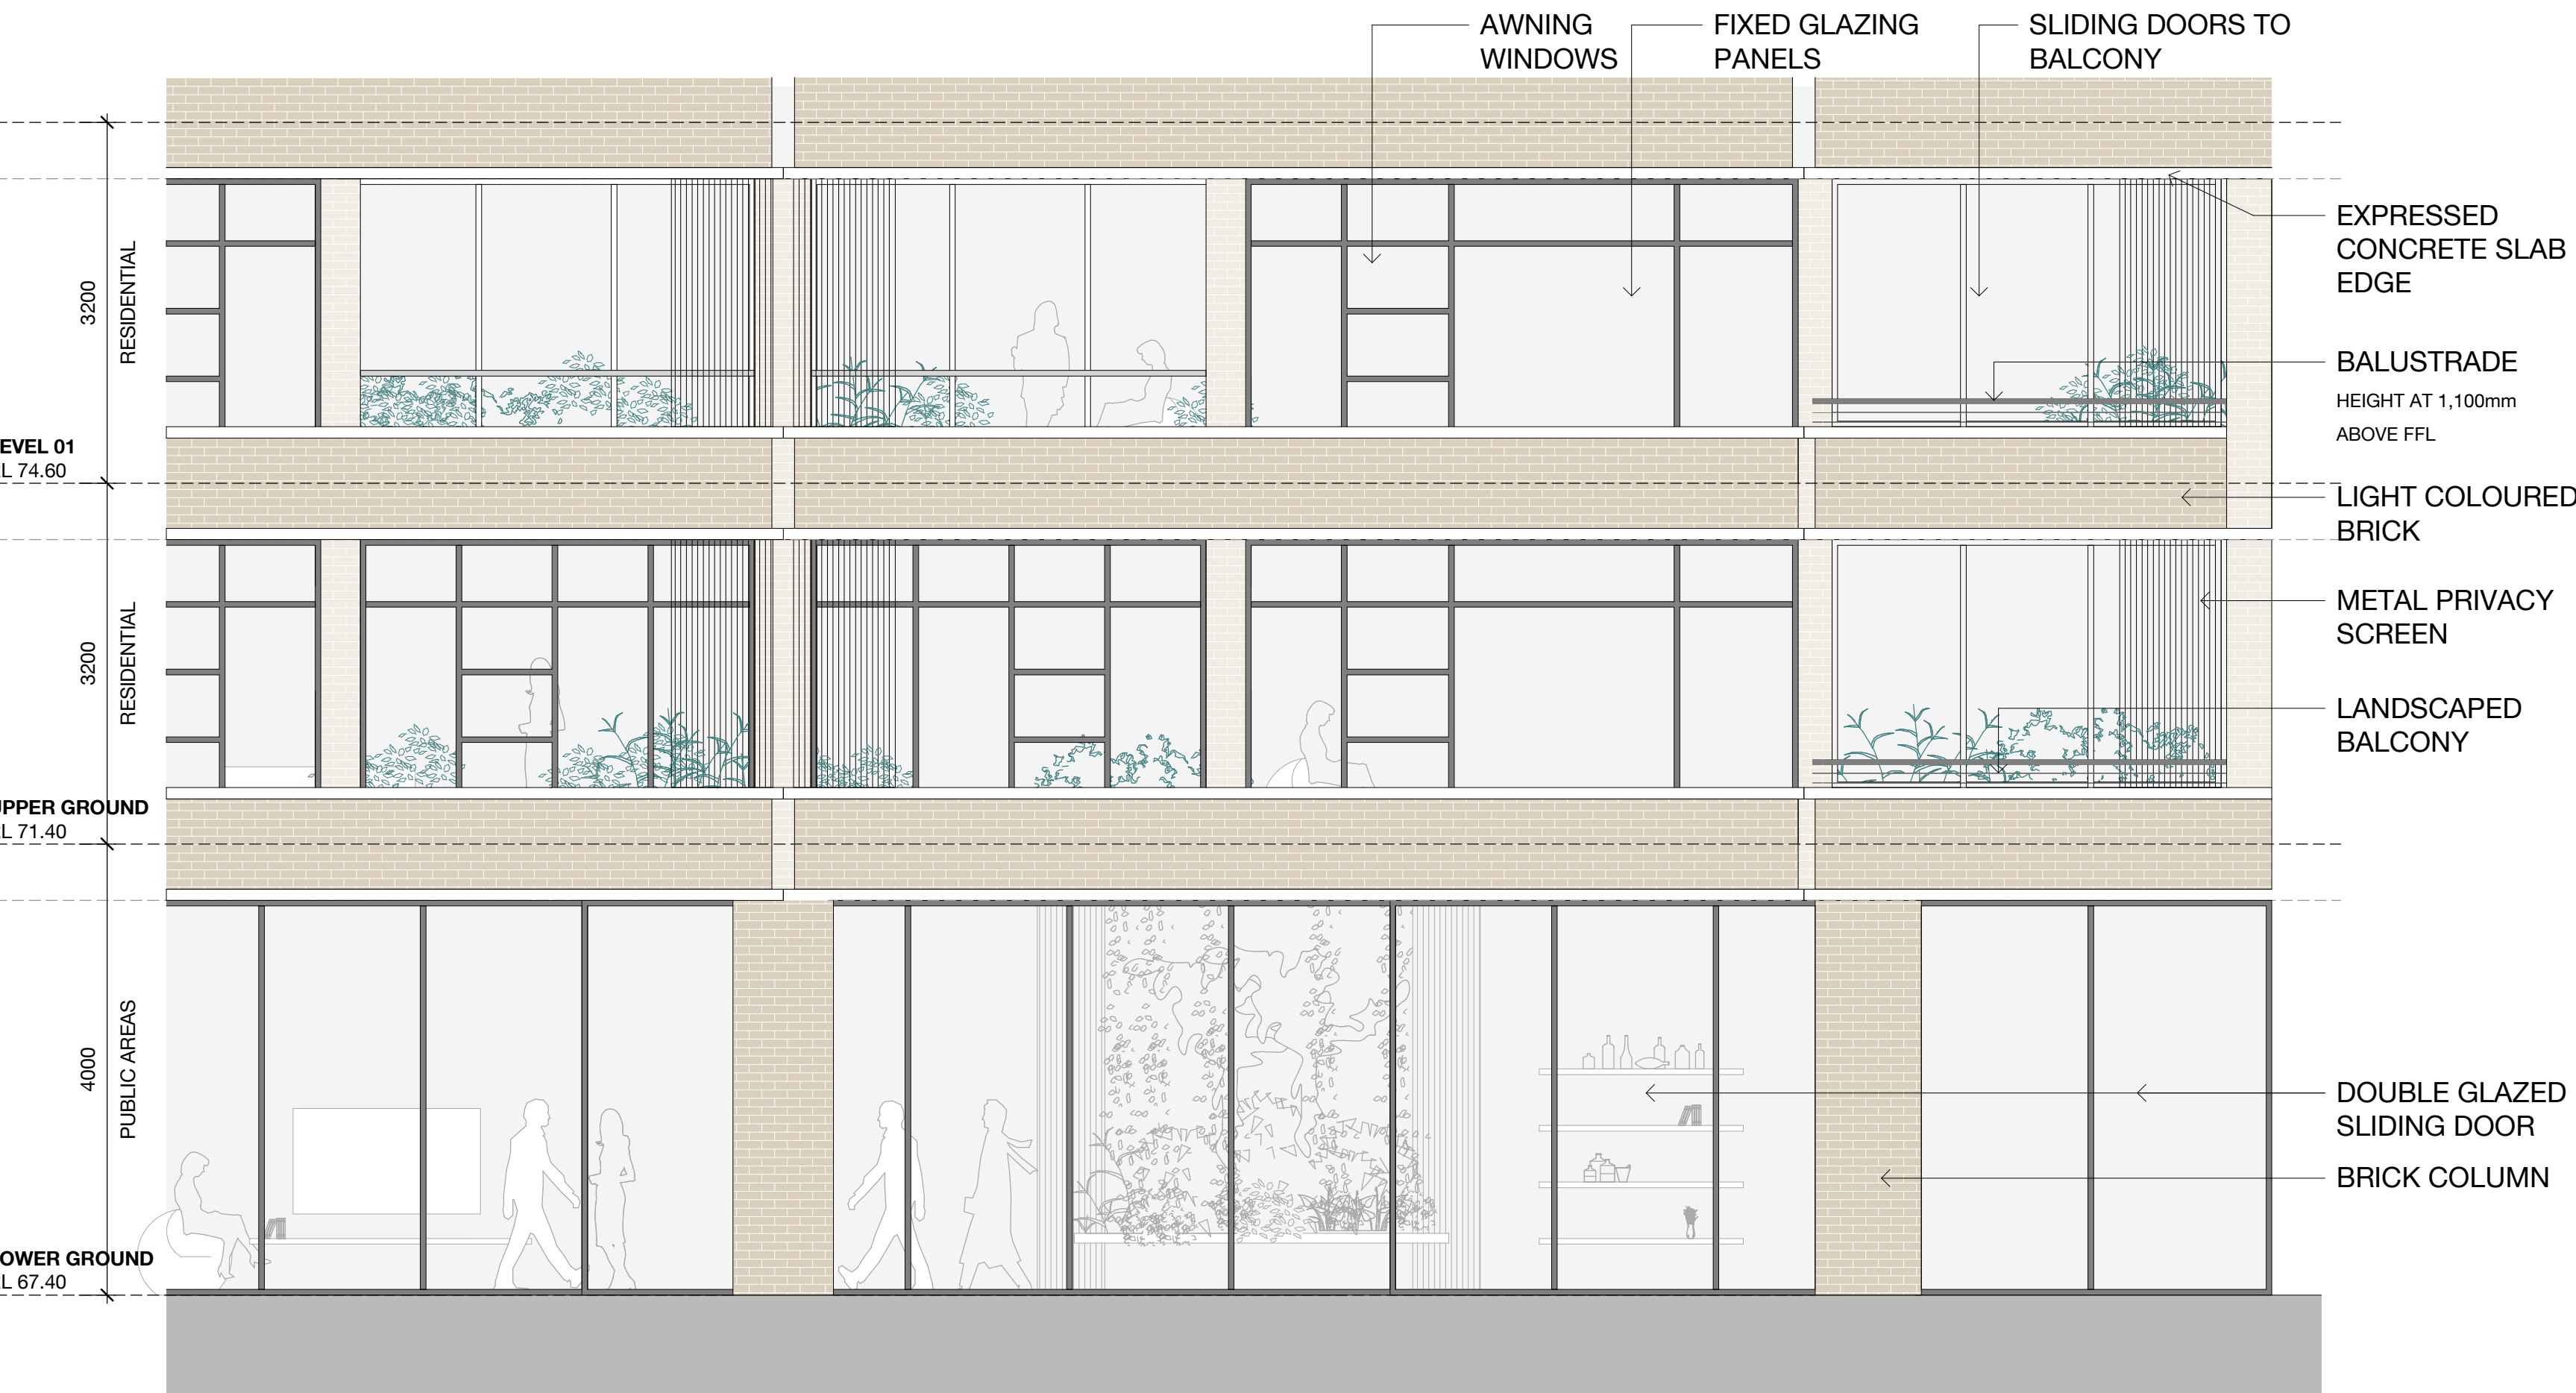 AWNING
WINDOWS
FIXED GLAZING
PANELS
SLIDING DOORS TO
BALCONY
EXPRESSED
CONCRETE SLAB
EDGE
3200
RESIDENTIAL
BALUSTRADE
HEIGHT AT 1,100mm
ABOVE FFL
EVEL 01
L 74.60
LIGHT COLOURED
BRICK
3200
RESIDENTIAL
METAL PRIVACY
SCREEN
LANDSCAPED
BALCONY
UPPER GROUND
L 71.40
4000
PUBLIC AREAS
DOUBLE GLAZED
SLIDING DOOR
BRICK COLUMN
OWER GROUND
L 67.40